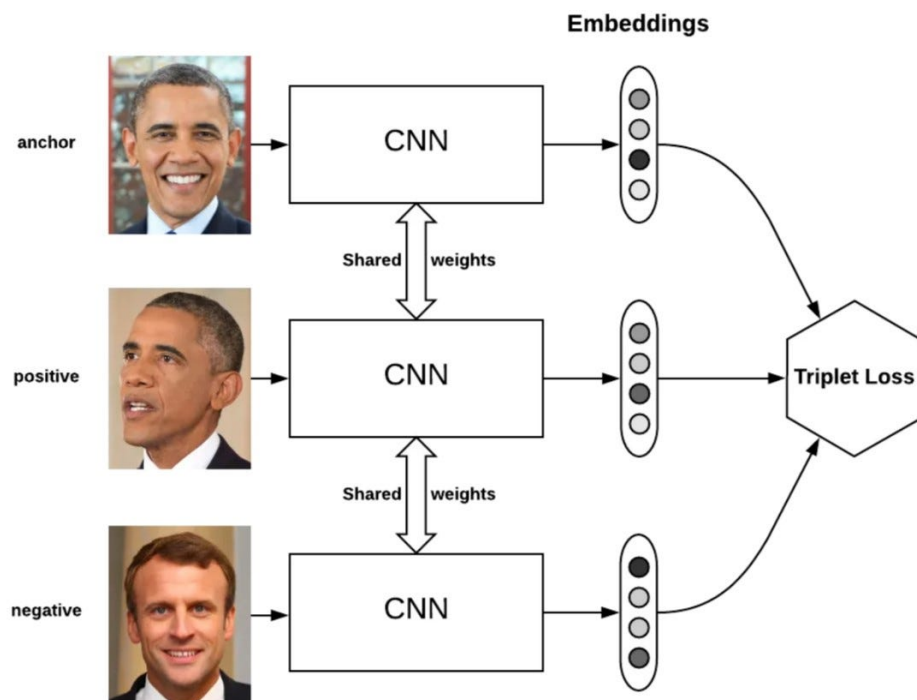 Embeddings
anchor
CNN
Shared weights
positive
CNN
Triplet Loss
Shared weights
negative
CNN